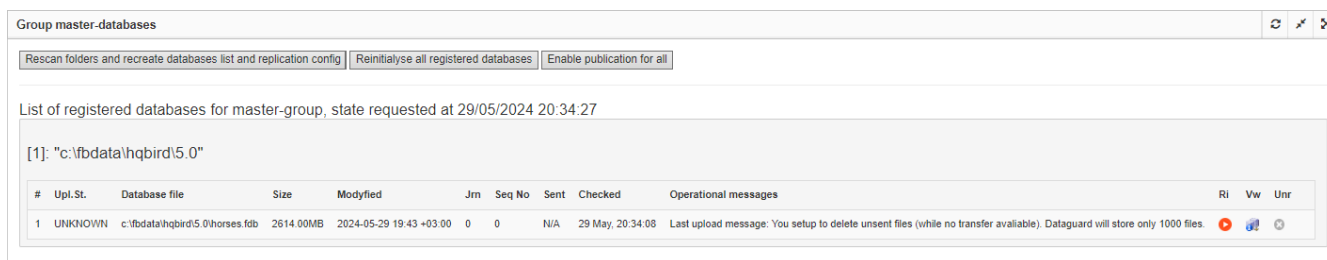 Group master-databases
Rescan folders and recreate databases list and replication config Reinitialyse all registered databases Enable publication for all
List of registered databases for master-group, state requested at 29/05/2024 20:34:27
[1]: "c:\fbdata\hqbird\5.0"
# Upl.St. Database file Size Modyfied Jrn Seq No Sent Checked Operational messages Ri Vw Unr
1 UNKNOWN c:\fbdata\hqbird\5.0\horses.fdb 2614.00MB 2024-05-29 19:43 +03:00 0 0 N/A 29 May, 20:34:08 Last upload message: You setup to delete unsent files (while no transfer avaliable). Dataguard will store only 1000 files.